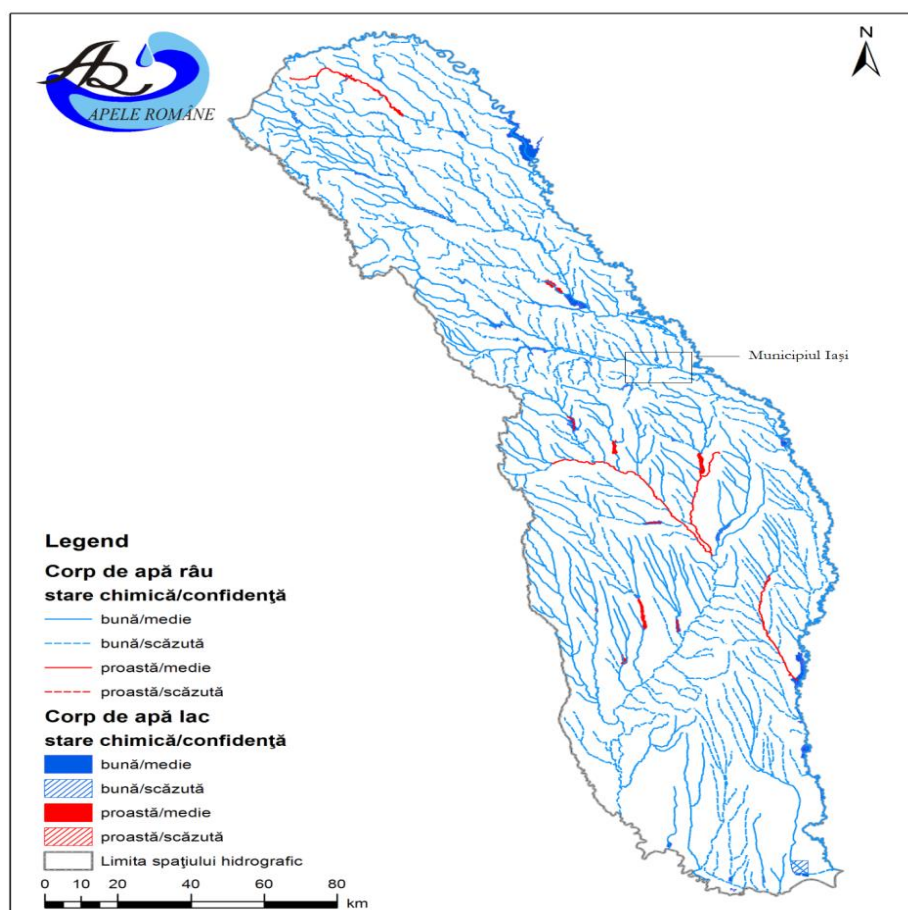 N
APELE ROMÂNE
Municipiul Iași
Legend
Corp de apă râu
stare chimică/confidenţă
bună/medie
bună/scăzută
proastă/medie
proastă/scăzută
Corp de apă lac
stare chimică/confidenţă
bună/medie
bună/scăzută
proastă/medie
proastă/scăzută
Limita spaţiului hidrografic
0 10 20 40 60 80
km